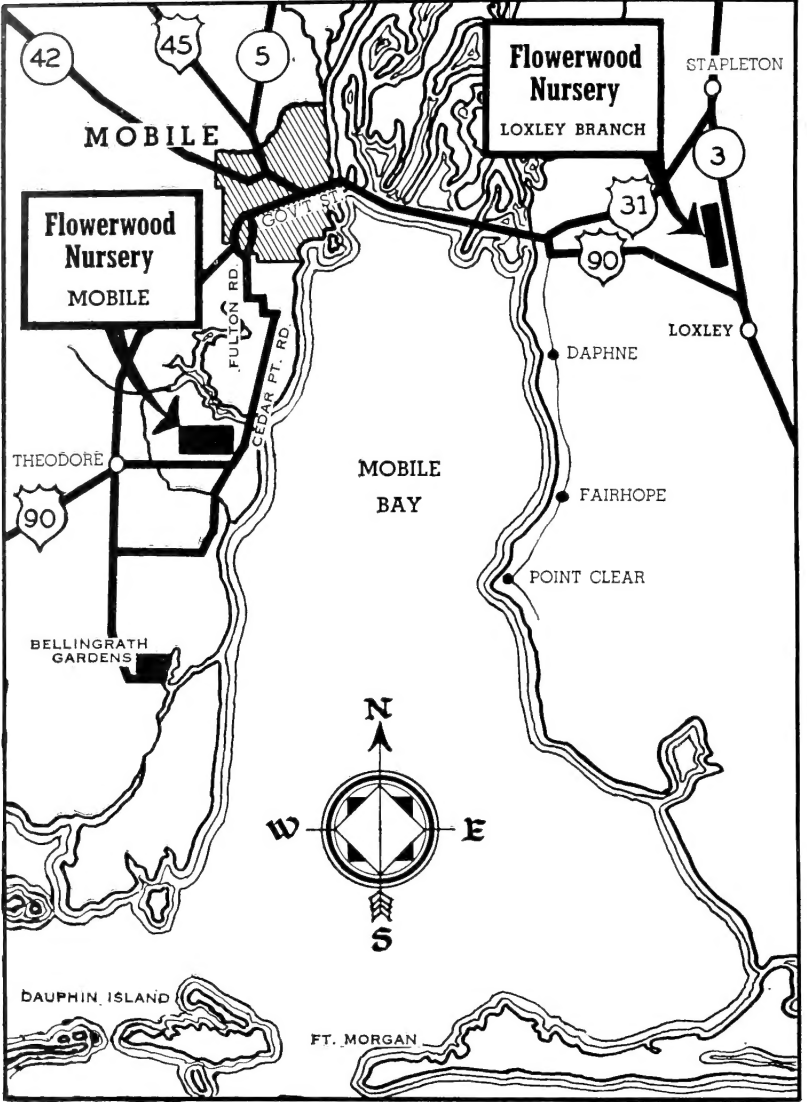 42
45
5
Flowerwood
Nursery
LOXLEY BRANCH
STAPLETON
3
MOBILE
GOVT ST.
31
90
Flowerwood
Nursery
MOBILE
FULTON RD.
CEDAR PT. RD.
LOXLEY
DAPHNE
THEODORE
90
MOBILE
BAY
FAIRHOPE
POINT CLEAR
BELLINGRATH
GARDENS
N
W
E
S
DAUPHIN ISLAND
FT. MORGAN